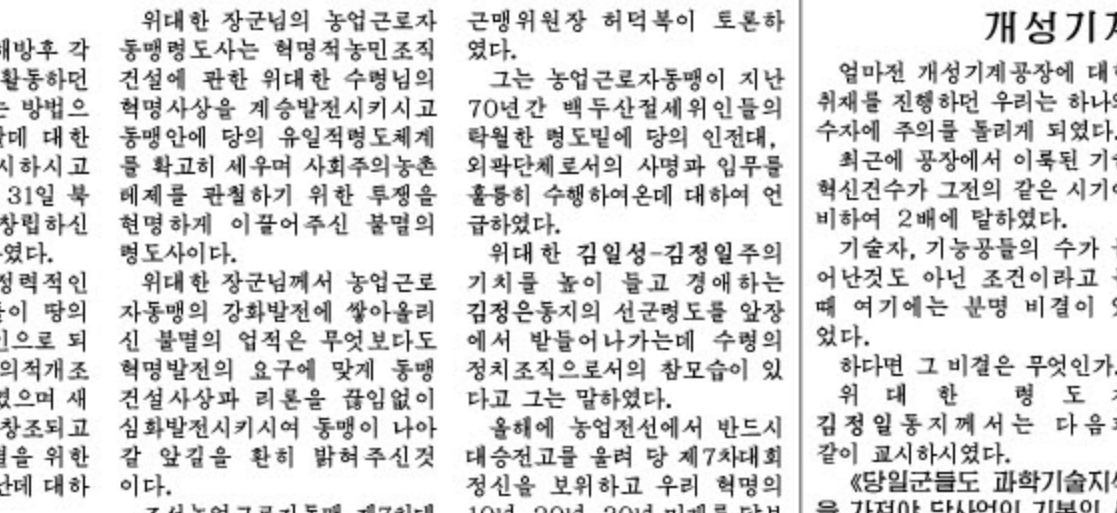 해방후 각
활동하던
방법으
대한
시하시고
31일 북
창립하신
였다.
정력적인
땅의
되
의적개조
였으며 새
창조되고
위한
대하
위대한 장군님의 농업근로자
동맹령도사는 혁명적농민조직
건설에 관한 위대한 수령님의
혁명사상을 계승발전시키시고
동맹안에 당의 유일적령도체계
를 확고히 세우며 사회주의농촌
테제를 관철하기 위한 투쟁을
현명하게 이끌어주신 불멸의
령도사이다.
위대한 장군님께서 농업근로
자동맹의 강화발전에 쌓아올리
신 불멸의 업적은 무엇보다도
혁명발전의 요구에 맞게 동맹
건설사상과 리론을 끊임없이
심화발전시키시여 동맹이 나아
갈 앞길을 환히 밝혀주신것
이다.
근맹위원장 허덕복이 토론하
였다.
그는 농업근로자동맹이 지난
70년간 백두산절세위인들의
탁월한 령도밑에 당의 인전대,
외곽단체로서의 사명과 임무를
훌륭히 수행하여온데 대하여 언
급하였다.
위대한 김일성-김정일주의
기치를 높이 들고 경애하는
김정은동지의 선군령도를 앞장
에서 받들어나가는데 수령의
정치조직으로서의 참모습이 있
다고 그는 말하였다.
올해에 농업전선에서 반드시
대승전고를 울려 당 제7차대회
정신을 보위하고 우리 혁명의
개성기계
얼마전 개성기계공장에 대한
취재를 진행하던 우리는 하나의
수자에 주의를 돌리게 되였다.
최근에 공장에서 이룩된 기술
혁신건수가 그전의 같은 시기에
비하여 2배에 달하였다.
기술자, 기능공들의 수가
어난것도 아닌 조건이라고
때 여기에는 분명 비결이
었다.
하다면 그 비결은 무엇인가.
위대한 령도자
김정일동지께서는 다음과
같이 교시하시였다.
《당일군들도 과학기술지식